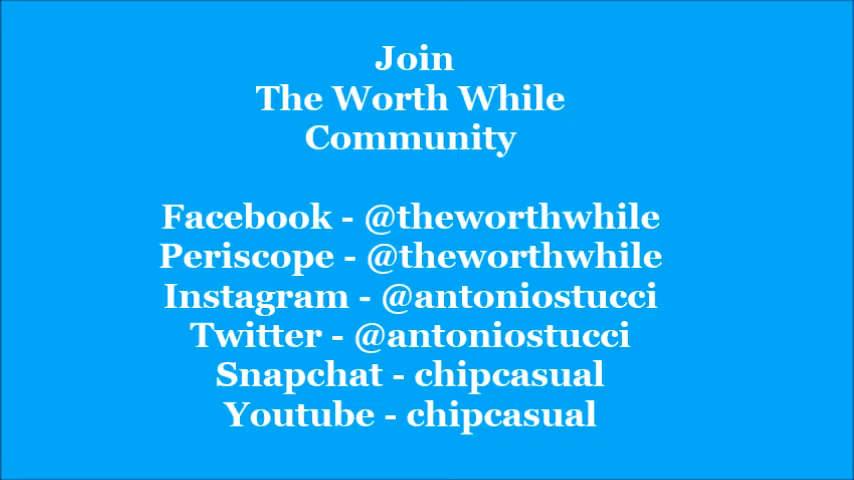 Join
The Worth While
Community
Facebook - @theworthwhile
Periscope - @theworthwhile
Instagram - @antoniostucci
Twitter - @antoniostucci
Snapchat - chipcasual
Youtube - chipcasual